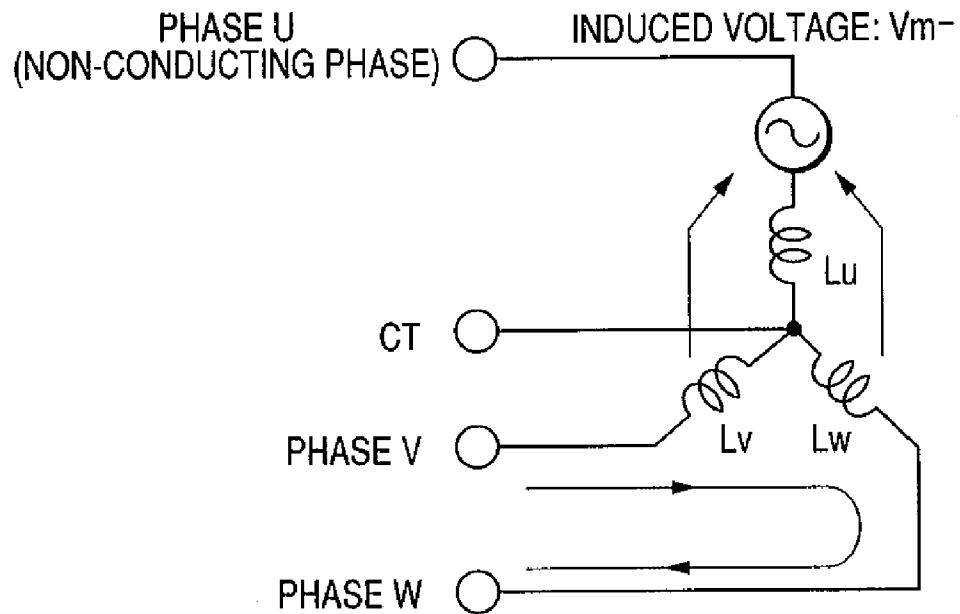 PHASE U
(NON-CONDUCTING PHASE)
INDUCED VOLTAGE: Vm-
Lu
CT
Lv
Lw
PHASE V
PHASE W